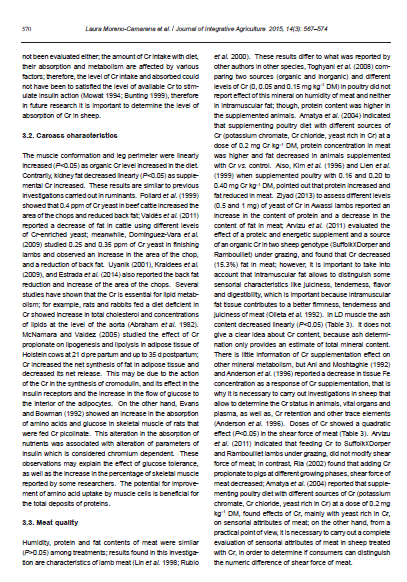 570
Laura Moreno-Camarena et al. / Journal of Integrative Agriculture 2015, 14(3): 567–574
not been evaluated either; the amount of Cr intake with diet,
their absorption and metabolism are affected by various
factors; therefore, the level of Cr intake and absorbed could
not have been to satisfied the level of available Cr to stim-
ulate insulin action (Mowat 1994; Bunting 1999), therefore
in future research it is important to determine the level of
absorption of Cr in sheep.
3.2. Carcass characteristics
The muscle conformation and leg perimeter were linearly
increased (P<0.05) as organic Cr level increased in the diet.
Contrarily, kidney fat decreased linearly (P<0.05) as supple-
mental Cr increased. These results are similar to previous
investigations carried out in ruminants. Pollard et al. (1999)
showed that 0.4 ppm of Cr yeast in beef cattle increased the
area of the chops and reduced back fat; Valdés et al. (2011)
reported a decrease of fat in cattle using different levels
of Cr-enriched yeast; meanwhile, Domínguez-Vara et al.
(2009) studied 0.25 and 0.35 ppm of Cr yeast in finishing
lambs and observed an increase in the area of the chop,
and a reduction of back fat. Uyanik (2001), Kraidees et al.
(2009), and Estrada et al. (2014) also reported the back fat
reduction and increase of the area of the chops. Several
studies have shown that the Cr is essential for lipid metab-
olism; for example, rats and rabbits fed a diet deficient in
Cr showed increase in total cholesterol and concentrations
of lipids at the level of the aorta (Abraham et al. 1982).
McNamara and Valdez (2005) studied the effect of Cr
propionate on lipogenesis and lipolysis in adipose tissue of
Holstein cows at 21 d pre partum and up to 35 d postpartum;
Cr increased the net synthesis of fat in adipose tissue and
decreased its net release. This may be due to the action
of the Cr in the synthesis of cromodulin, and its effect in the
insulin receptors and the increase in the flow of glucose to
the interior of the adipocytes. On the other hand, Evans
and Bowman (1992) showed an increase in the absorption
of amino acids and glucose in skeletal muscle of rats that
were fed Cr picolinate. This alteration in the absorption of
nutrients was associated with alteration of parameters of
insulin which is considered chromium dependent. These
observations may explain the effect of glucose tolerance,
as well as the increase in the percentage of skeletal muscle
reported by some researchers. The potential for improve-
ment of amino acid uptake by muscle cells is beneficial for
the total deposits of proteins.
3.3. Meat quality
Humidity, protein and fat contents of meat were similar
(P>0.05) among treatments; results found in this investiga-
tion are characteristics of lamb meat (Lin et al. 1998; Rubio
et al. 2000). These results differ to what was reported by
other authors in other species, Toghyani et al. (2008) com-
paring two sources (organic and inorganic) and different
levels of Cr (0, 0.05 and 0.15 mg kg–1 DM) in poultry did not
report effect of this mineral on humidity of meat and neither
in intramuscular fat; though, protein content was higher in
the supplemented animals. Amatya et al. (2004) indicated
that supplementing poultry diet with different sources of
Cr (potassium chromate, Cr chloride, yeast rich in Cr) at a
dose of 0.2 mg Cr kg–1 DM, protein concentration in meat
was higher and fat decreased in animals supplemented
with Cr vs. control. Also, Kim et al. (1996) and Lien et al.
(1999) when supplemented poultry with 0.16 and 0.20 to
0.40 mg Cr kg–1 DM, pointed out that protein increased and
fat reduced in meat. Ziyad (2013) to assess different levels
(0.5 and 1 mg) of yeast of Cr in Awassi lambs reported an
increase in the content of protein and a decrease in the
content of fat in meat; Arvizu et al. (2011) evaluated the
effect of a proteic and energetic supplement and a source
of an organic Cr in two sheep genotype (SuffolkXDorper and
Rambouillet) under grazing, and found that Cr decreased
(15.3%) fat in meat; however, it is important to take into
account that intramuscular fat allows to distinguish some
sensorial characteristics like juiciness, tenderness, flavor
and digestibility, which is important because intramuscular
fat tissue contributes to a better firmness, tenderness and
juiciness of meat (Olleta et al. 1992). In LD muscle the ash
content decreased linearly (P<0.05) (Table 3). It does not
give a clear idea about Cr content, because ash determi-
nation only provides an estimate of total mineral content.
There is little information of Cr supplementation effect on
other mineral metabolism, but Ani and Moshtaghie (1992)
and Anderson et al. (1996) reported a decrease in tissue Fe
concentration as a response of Cr supplementation, that is
why it is necessary to carry out investigations in sheep that
allow to determine the Cr status in animals, vital organs and
plasma, as well as, Cr retention and other trace elements
(Anderson et al. 1996). Doses of Cr showed a quadratic
effect (P<0.05) in the shear force of meat (Table 3). Arvizu
et al. (2011) indicated that feeding Cr to SuffolkXDorper
and Rambouillet lambs under grazing, did not modify shear
force of meat; in contrast, Ría (2002) found that adding Cr
propionate to pigs at different growing phases, shear force of
meat decreased; Amatya et al. (2004) reported that supple-
menting poultry diet with different sources of Cr (potassium
chromate, Cr chloride, yeast rich in Cr) at a dose of 0.2 mg
kg–1 DM, found effects of Cr, mainly with yeast rich in Cr,
on sensorial attributes of meat; on the other hand, from a
practical point of view, it is necessary to carry out a complete
evaluation of sensorial attributes of meat in sheep treated
with Cr, in order to determine if consumers can distinguish
the numeric difference of shear force of meat.